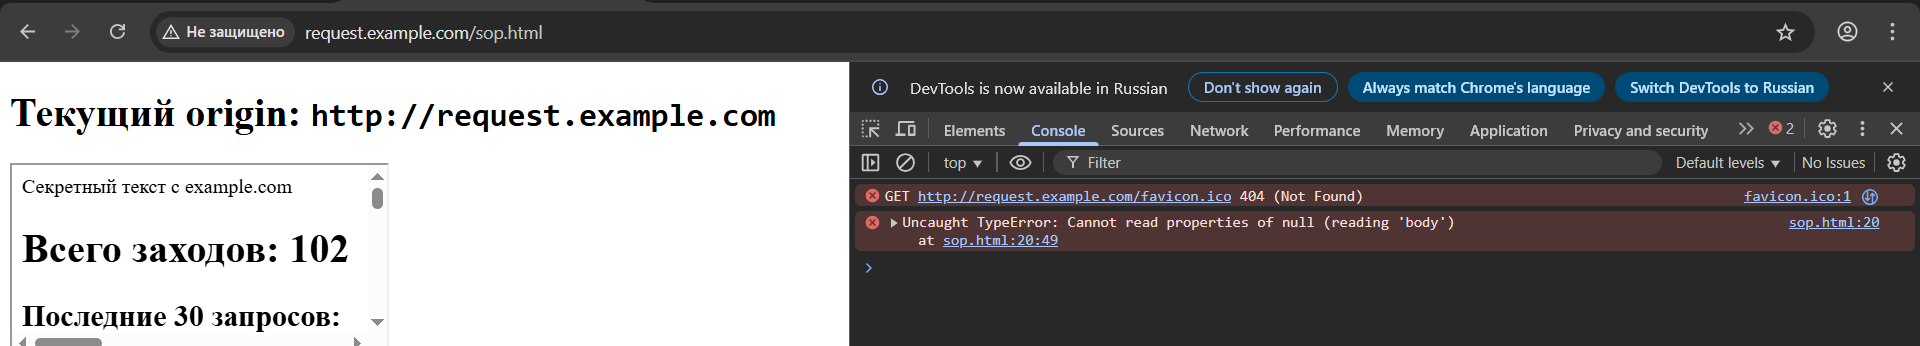 Не защищено
request.example.com/sop.html
Текущий origin: http://request.example.com
Секретный текст с example.com
Всего заходов: 102
Последние 30 запросов:
DevTools is now available in Russian
Don't show again
Always match Chrome's language
Switch DevTools to Russian
Elements
Console
Sources
Network
Performance
Memory
Application
Privacy and security
2
top
Filter
Default levels
No Issues
GET http://request.example.com/favicon.ico 404 (Not Found)
favicon.ico:1
Uncaught TypeError: Cannot read properties of null (reading 'body')
sop.html:20
at sop.html:20:49